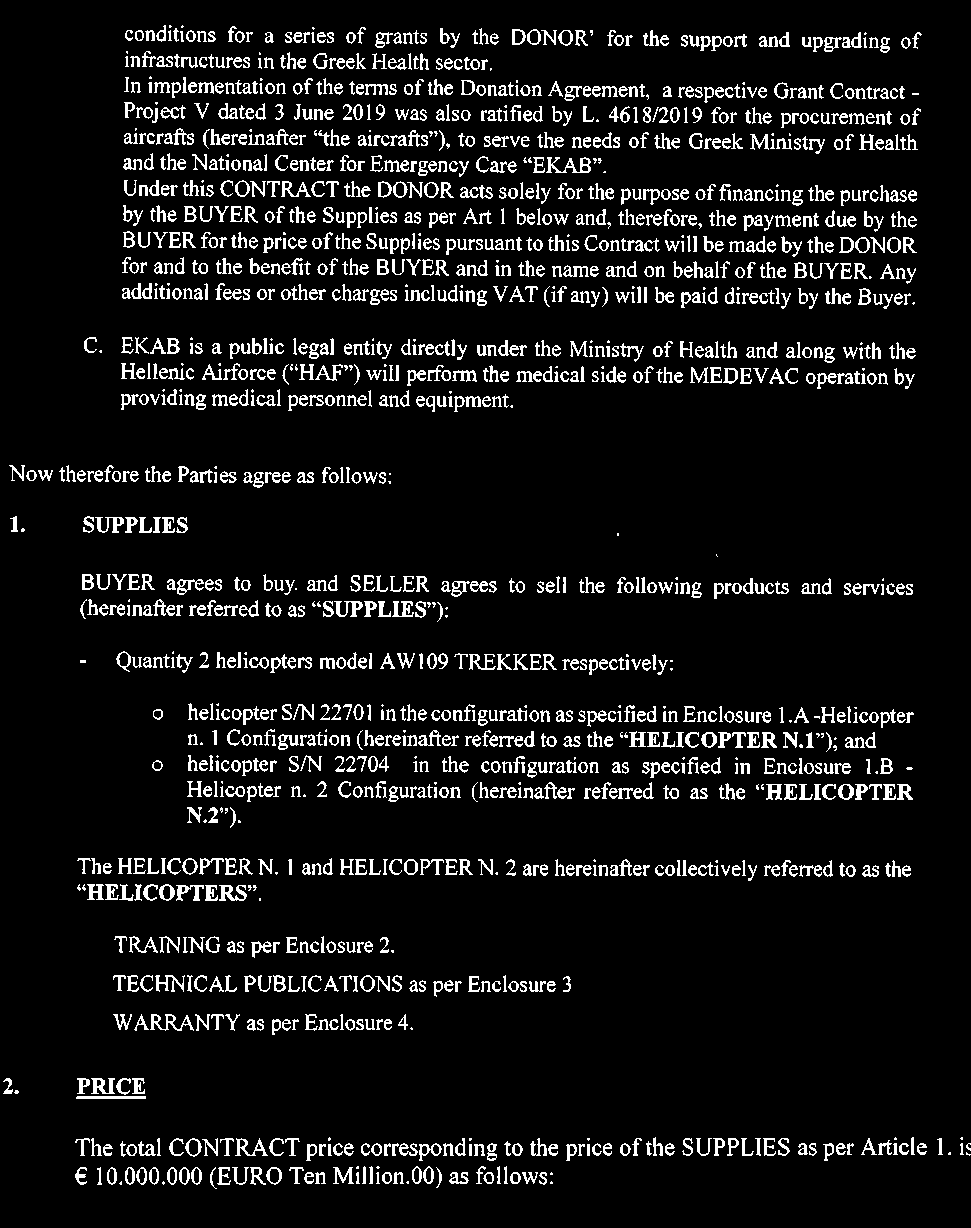 conditions for a series of grants by the DONOR' for the support and upgrading of
infrastructures in the Greek Health sector.
In implementation of the terms of the Donation Agreement, a respective Grant Contract -
Project V dated 3 June 2019 was also ratified by L. 4618/2019 for the procurement of
aircrafts (hereinafter “the aircrafts”), to serve the needs of the Greek Ministry of Health
and the National Center for Emergency Care “EKAB”.
Under this CONTRACT the DONOR acts solely for the purpose of financing the purchase
by the BUYER of the Supplies as per Art 1 below and, therefore, the payment due by the
BUYER for the price of the Supplies pursuant to this Contract will be made by the DONOR
for and to the benefit of the BUYER and in the name and on behalf of the BUYER. Any
additional fees or other charges including VAT (if any) will be paid directly by the Buyer.
C. EKAB is a public legal entity directly under the Ministry of Health and along with the
Hellenic Airforce (“HAF”) will perform the medical side of the MEDEVAC operation by
providing medical personnel and equipment.
Now therefore the Parties agree as follows:
1. SUPPLIES
BUYER agrees to buy. and SELLER agrees to sell the following products and services
(hereinafter referred to as “SUPPLIES”):
- Quantity 2 helicopters model AW109 TREKKER respectively:
o helicopter S/N 22701 in the configuration as specified in Enclosure 1.A -Helicopter
n. 1 Configuration (hereinafter referred to as the “HELICOPTER N.1”); and
o helicopter S/N 22704 in the configuration as specified in Enclosure 1.B -
Helicopter n. 2 Configuration (hereinafter referred to as the “HELICOPTER
N.2”).
The HELICOPTER N. 1 and HELICOPTER N. 2 are hereinafter collectively referred to as the
“HELICOPTERS”.
TRAINING as per Enclosure 2.
TECHNICAL PUBLICATIONS as per Enclosure 3
WARRANTY as per Enclosure 4.
2. PRICE
The total CONTRACT price corresponding to the price of the SUPPLIES as per Article 1. is
€ 10.000.000 (EURO Ten Million.00) as follows: